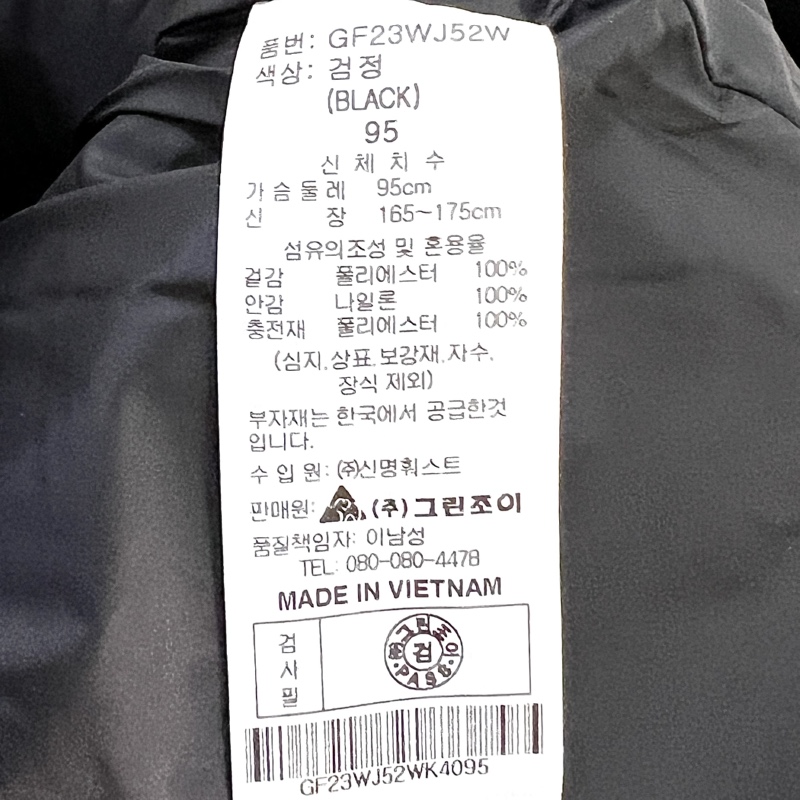 품번: GF23WJ52W
색상: 검정
(BLACK)
95
신 체 치 수
가슴둘레 95cm
신 장 165~175cm
섬유의조성 및 혼용율
겉감 폴리에스터 100%
안감 나일론 100%
충전재 폴리에스터 100%
(심지.상표.보강재.자수.
장식 제외)
부자재는 한국에서 공급한것
입니다.
수 입 원: ㈜신명훠스트
판매원: (주)그린조이
품질책임자: 이남성
TEL: 080-080-4478
MADE IN VIETNAM
검사필
㈜그린조이
검
PASS
GF23WJ52WK4095